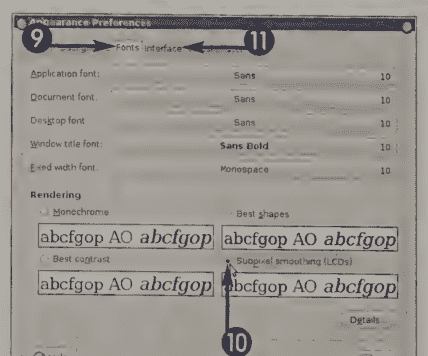 Appearance Preferences
9 Fonts Interface 11
Application font: Sans 10
Document font: Sans 10
Desktop font Sans 10
Window title font: Sans Bold 10
Fixed width font: Monospace 10
Rendering
Monochrome Best shapes
abcfgop AO abcfgop abcfgop AO abcfgop
Best contrast Subpixel smoothing (LCDs)
abcfgop AO abcfgop abcfgop AO abcfgop
Details...
10